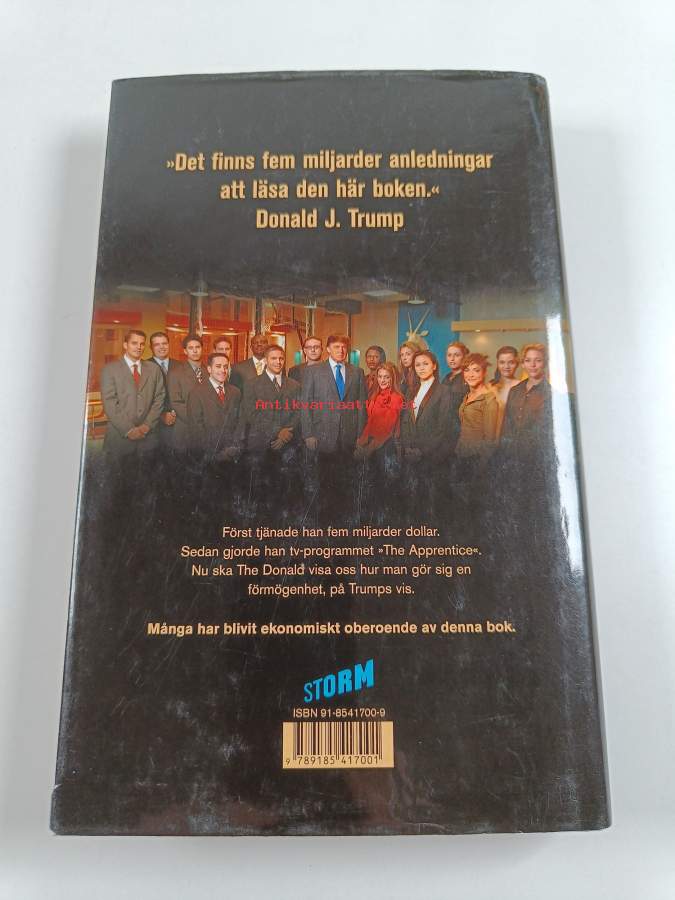 »Det finns fem miljarder anledningar
att läsa den här boken.«
Donald J. Trump
Antikvariaatti.net
Först tjänade han fem miljarder dollar.
Sedan gjorde han tv-programmet »The Apprentice«.
Nu ska The Donald visa oss hur man gör sig en
förmögenhet, på Trumps vis.
Många har blivit ekonomiskt oberoende av denna bok.
STORM
ISBN 91-8541700-9
9 789185 417001